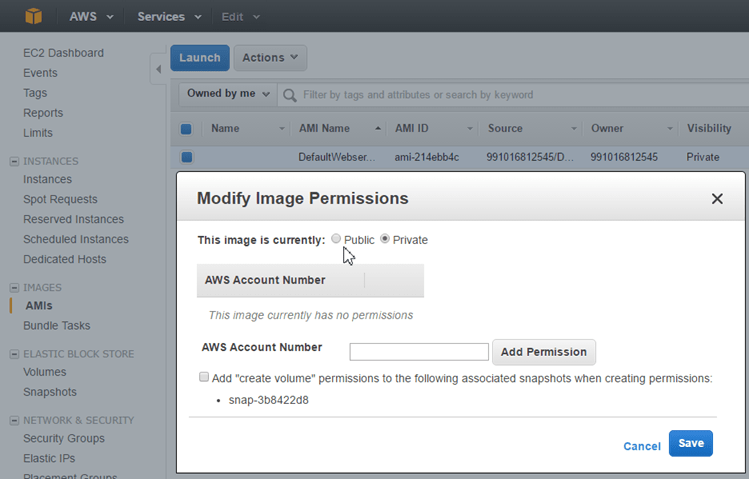 AWS Services Edit
EC2 Dashboard
Events
Tags
Reports
Limits
INSTANCES
Instances
Spot Requests
Reserved Instances
Scheduled Instances
Dedicated Hosts
IMAGES
AMIs
Bundle Tasks
ELASTIC BLOCK STORE
Volumes
Snapshots
NETWORK & SECURITY
Security Groups
Elastic IPs
Placement Groups
Launch Actions
Owned by me Filter by tags and attributes or search by keyword
Name AMI Name AMI ID Source Owner Visibility
DefaultWebser... ami-214ebb4c 991016812545/D... 991016812545 Private
Modify Image Permissions
This image is currently: Public Private
AWS Account Number
This image currently has no permissions
AWS Account Number Add Permission
Add "create volume" permissions to the following associated snapshots when creating permissions:
• snap-3b8422d8
Cancel Save